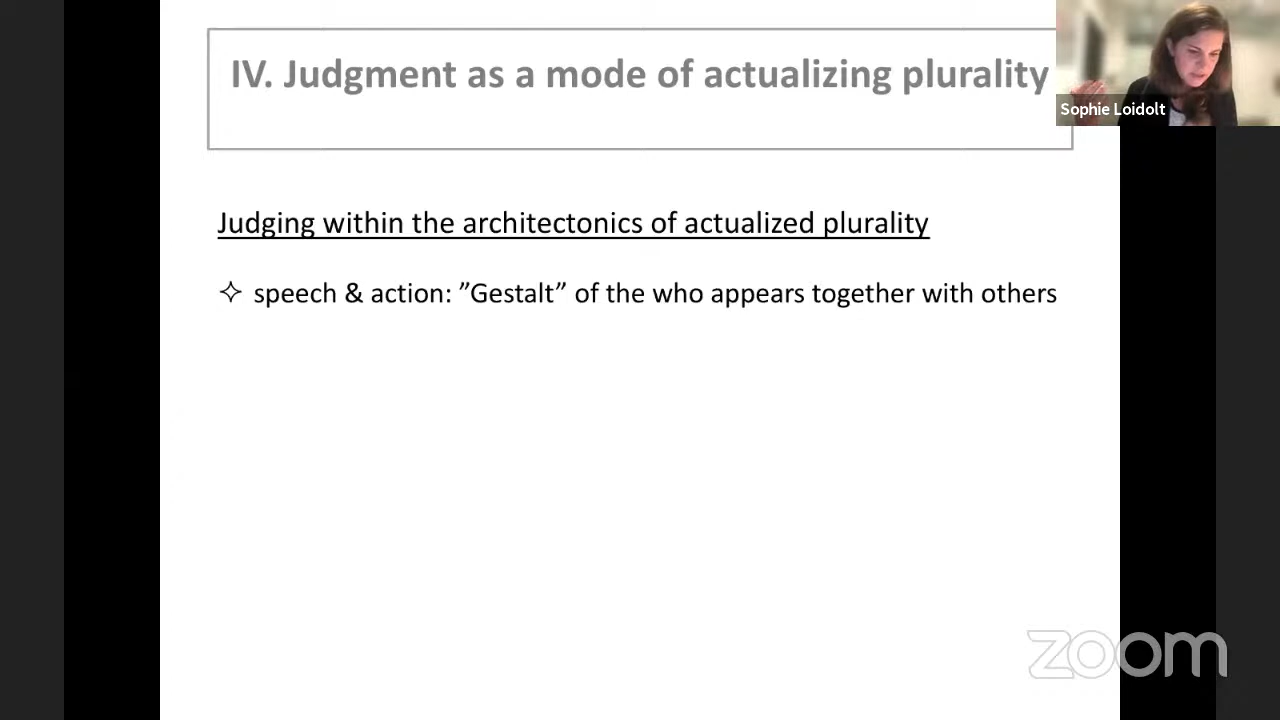 IV. Judgment as a mode of actualizing plurality
Sophie Loidolt
Judging within the architectonics of actualized plurality
✧ speech & action: ”Gestalt” of the who appears together with others
zoom